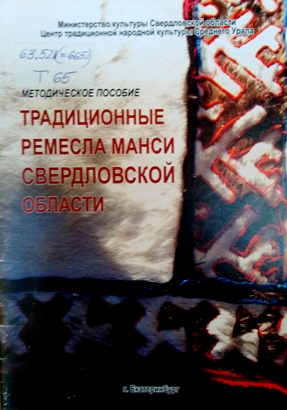 Министерство культуры Свердловской области
Центр традиционной народной культуры Среднего Урала
63.521(=665)
Т 65
МЕТОДИЧЕСКОЕ ПОСОБИЕ
ТРАДИЦИОННЫЕ
РЕМЕСЛА МАНСИ
СВЕРДЛОВСКОЙ
ОБЛАСТИ
г. Екатеринбург